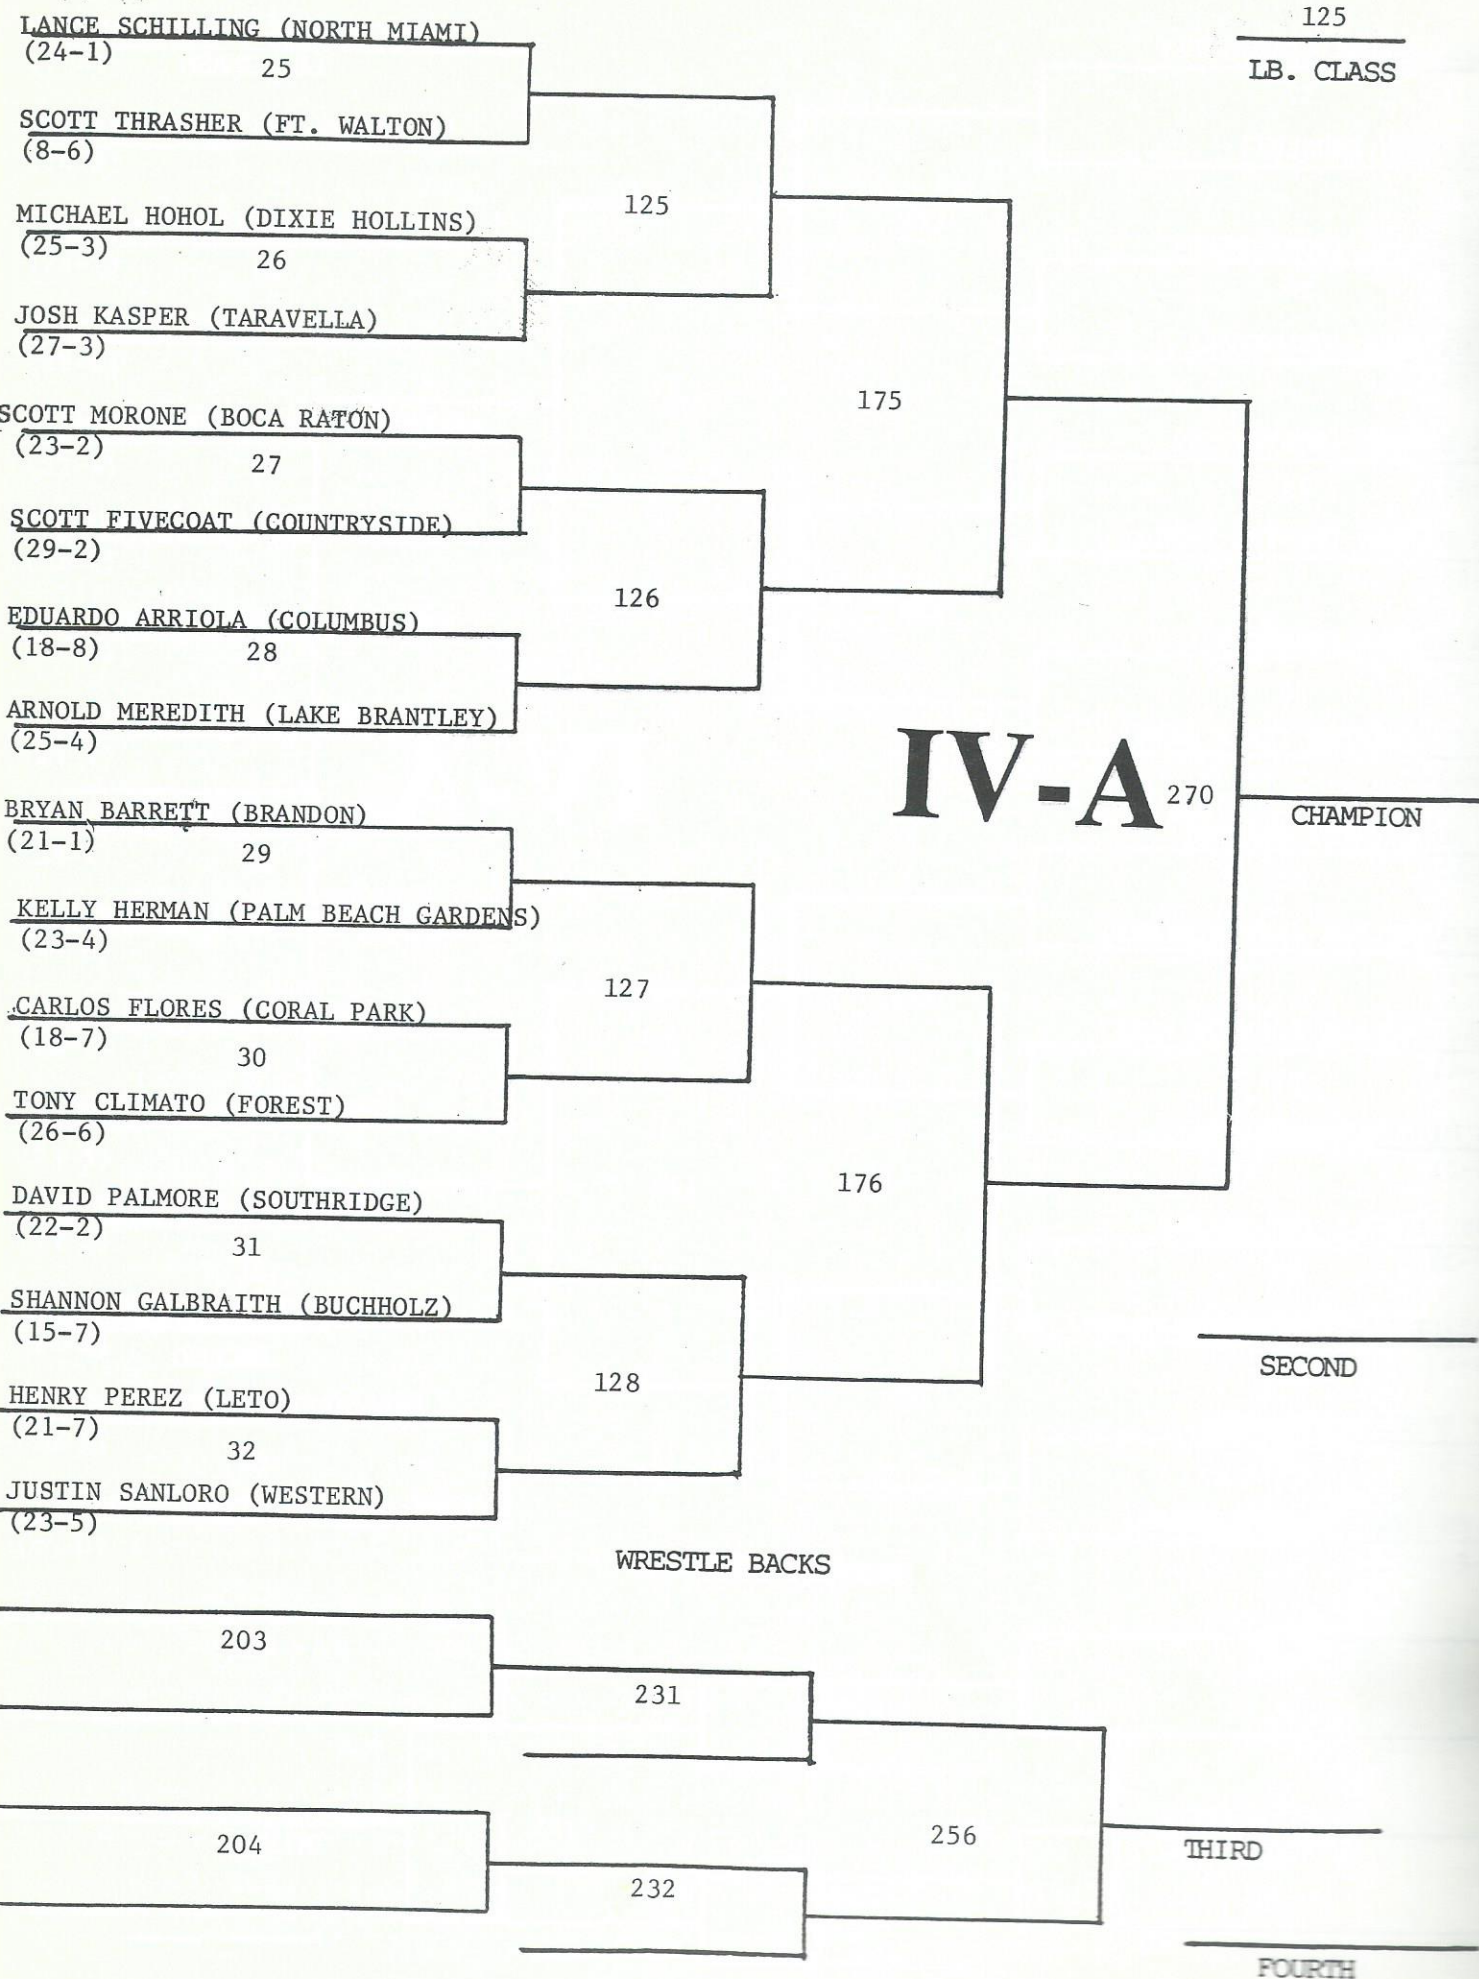 125
LB. CLASS
LANCE SCHILLING (NORTH MIAMI)
(24-1)
25
SCOTT THRASHER (FT. WALTON)
(8-6)
125
MICHAEL HOHOL (DIXIE HOLLINS)
(25-3)
26
JOSH KASPER (TARAVELLA)
(27-3)
175
SCOTT MORONE (BOCA RATON)
(23-2)
27
SCOTT FIVECOAT (COUNTRYSIDE)
(29-2)
126
EDUARDO ARRIOLA (COLUMBUS)
(18-8)
28
ARNOLD MEREDITH (LAKE BRANTLEY)
(25-4)
IV-A
270
CHAMPION
BRYAN BARRETT (BRANDON)
(21-1)
29
KELLY HERMAN (PALM BEACH GARDENS)
(23-4)
127
CARLOS FLORES (CORAL PARK)
(18-7)
30
TONY CLIMATO (FOREST)
(26-6)
176
DAVID PALMORE (SOUTHRIDGE)
(22-2)
31
SHANNON GALBRAITH (BUCHHOLZ)
(15-7)
SECOND
128
HENRY PEREZ (LETO)
(21-7)
32
JUSTIN SANLORO (WESTERN)
(23-5)
WRESTLE BACKS
203
231
204
232
256
THIRD
FOURTH